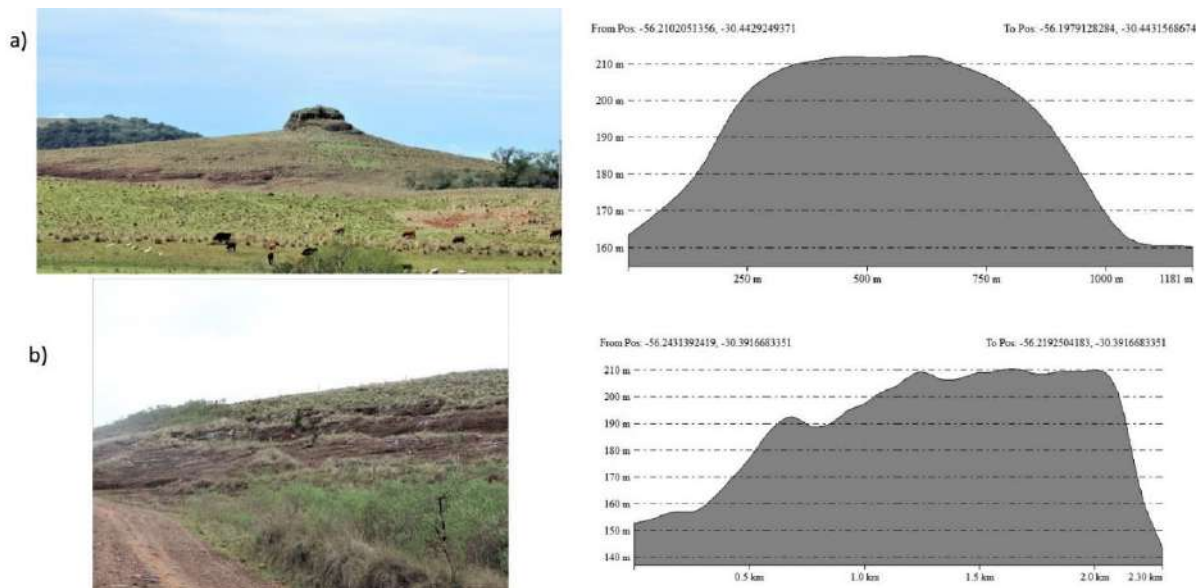 a)
From Pos: -56.2102051356, -30.4429249371 To Pos: -56.1979128284, -30.4431568674
210 m
200 m
190 m
180 m
170 m
160 m
250 m 500 m 750 m 1000 m 1181 m
b)
From Pos: -56.2431392419, -30.3916683351 To Pos: -56.2192504183, -30.3916683351
210 m
200 m
190 m
180 m
170 m
160 m
150 m
140 m
0.5 km 1.0 km 1.5 km 2.0 km 2.30 km